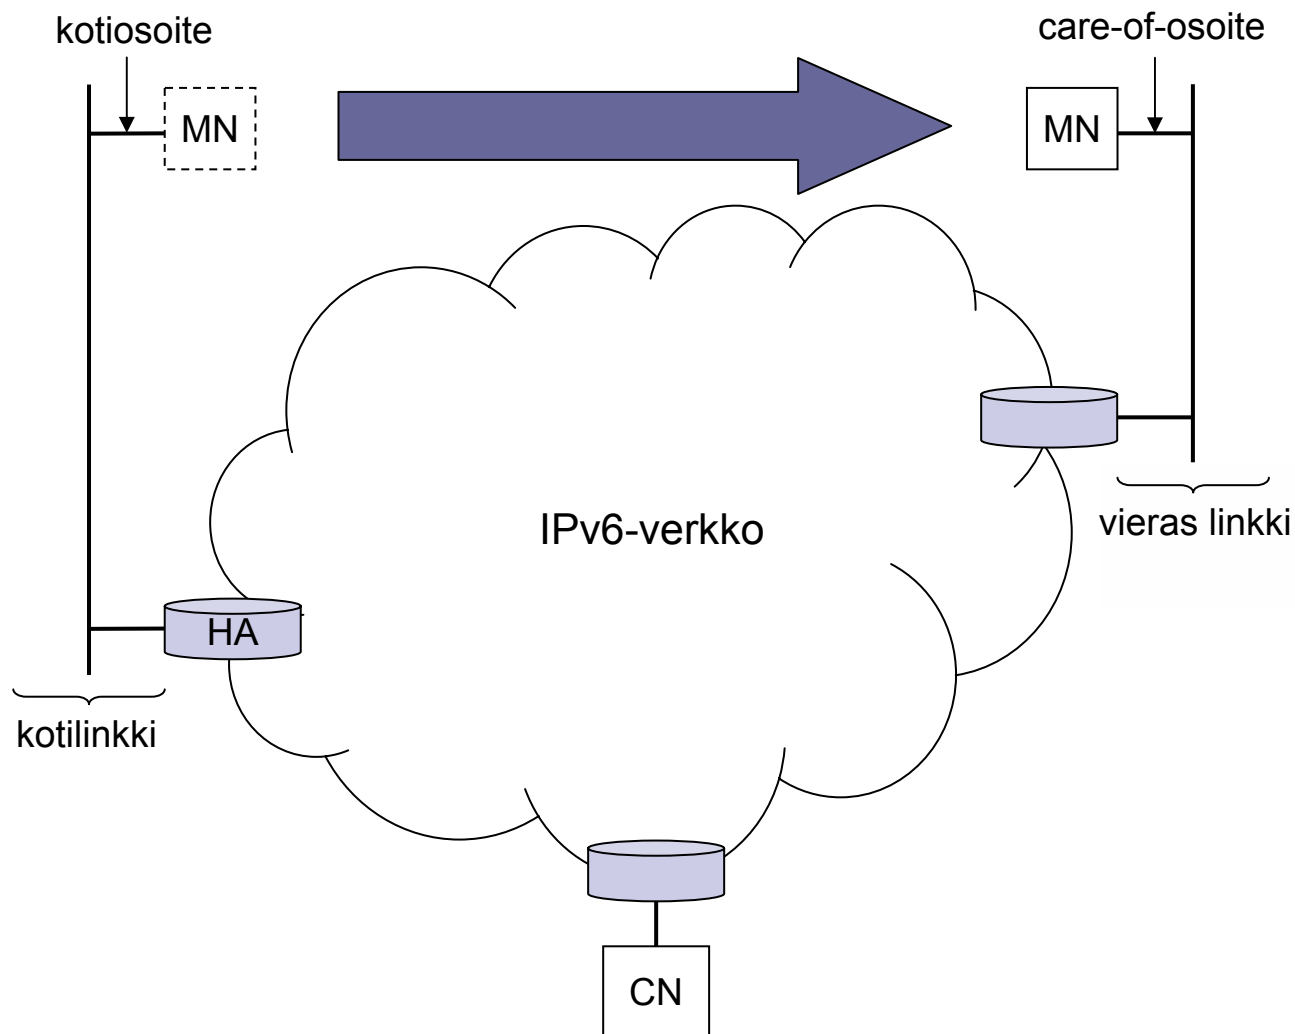 kotiosoite
care-of-osoite
MN
MN
IPv6-verkko
vieras linkki
HA
kotilinkki
CN